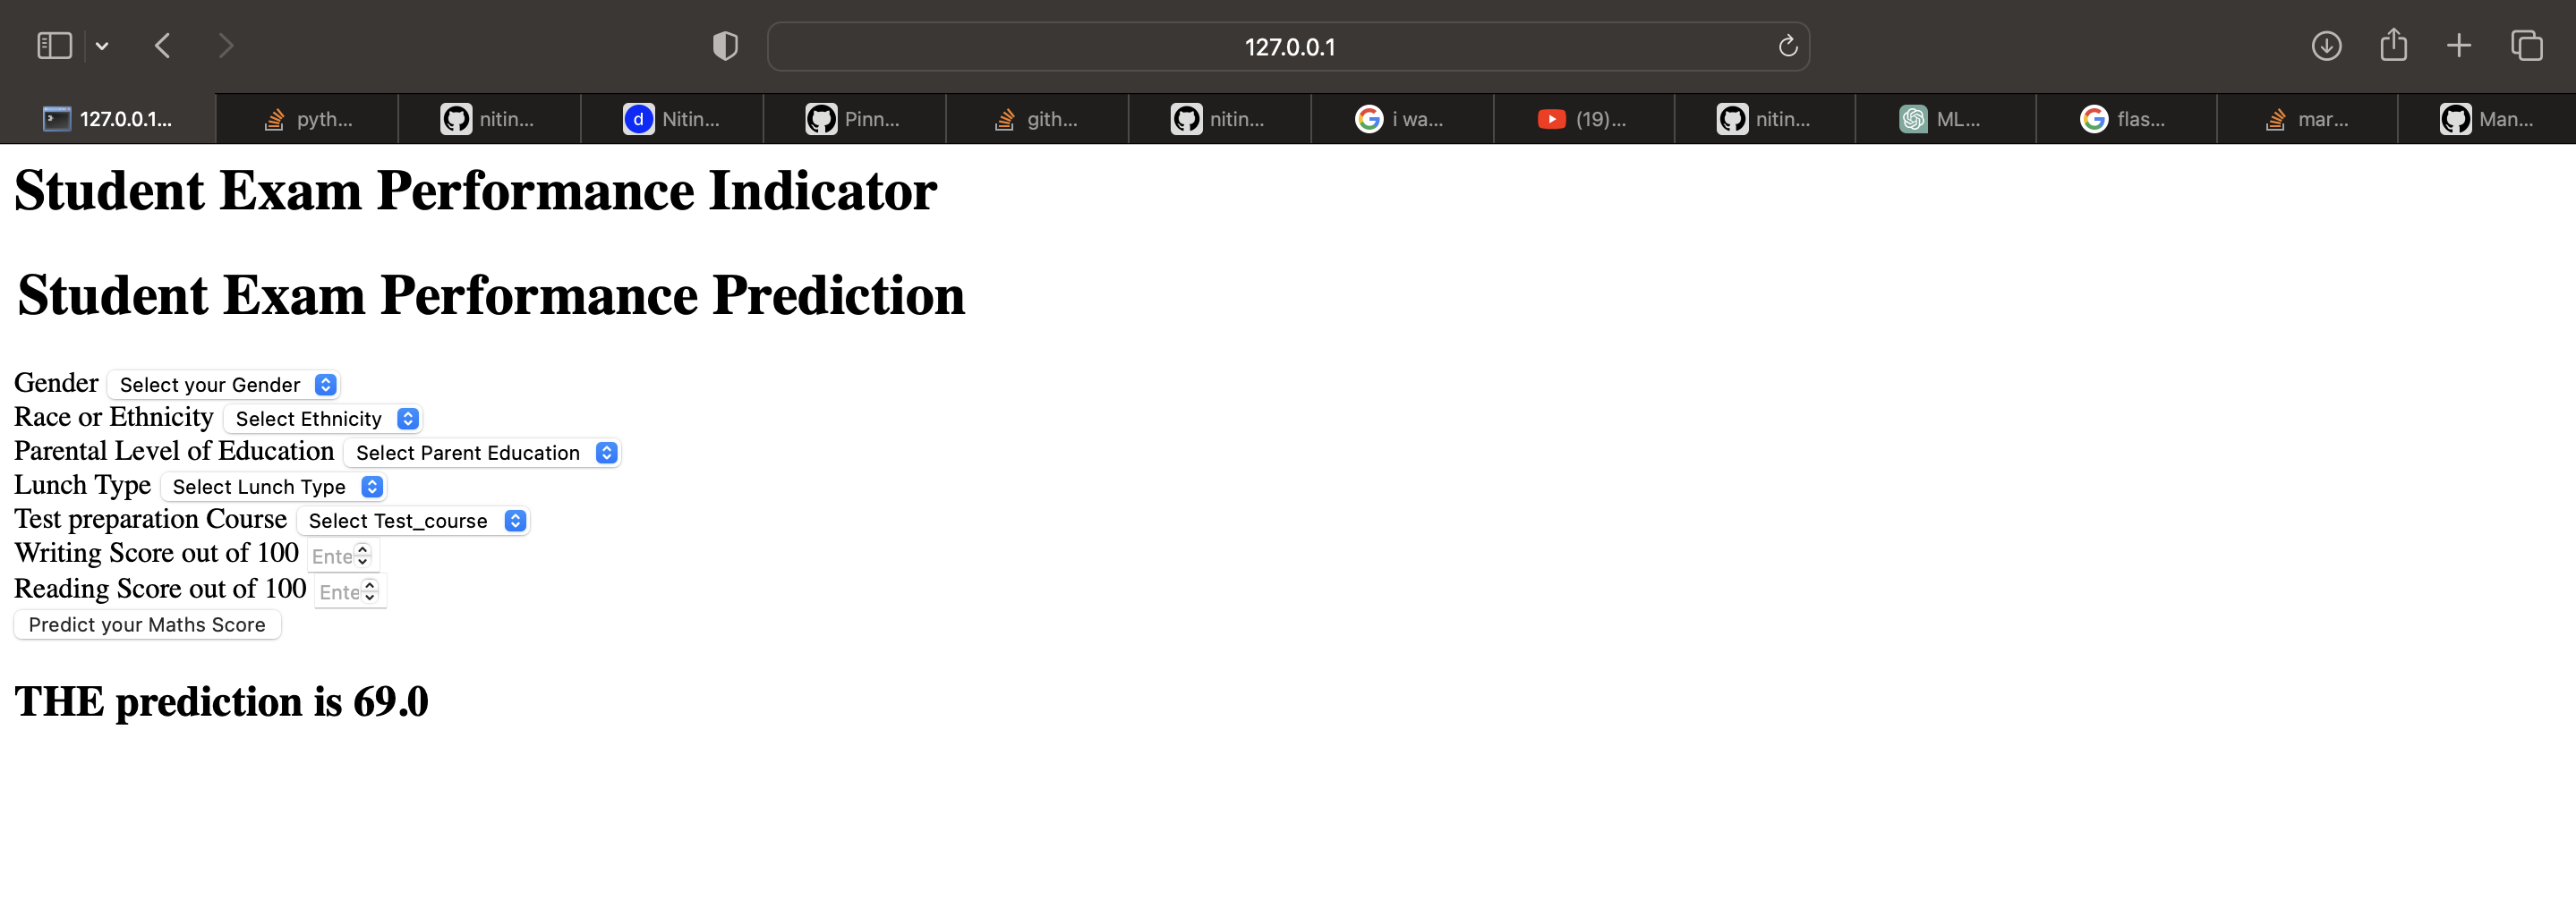 127.0.0.1
127.0.0.1...
pyth...
nitin...
d Nitin...
Pinn...
gith...
nitin...
i wa...
(19)...
nitin...
ML...
flas...
mar...
Man...
Student Exam Performance Indicator
Student Exam Performance Prediction
Gender Select your Gender
Race or Ethnicity Select Ethnicity
Parental Level of Education Select Parent Education
Lunch Type Select Lunch Type
Test preparation Course Select Test_course
Writing Score out of 100 Ente
Reading Score out of 100 Ente
Predict your Maths Score
THE prediction is 69.0